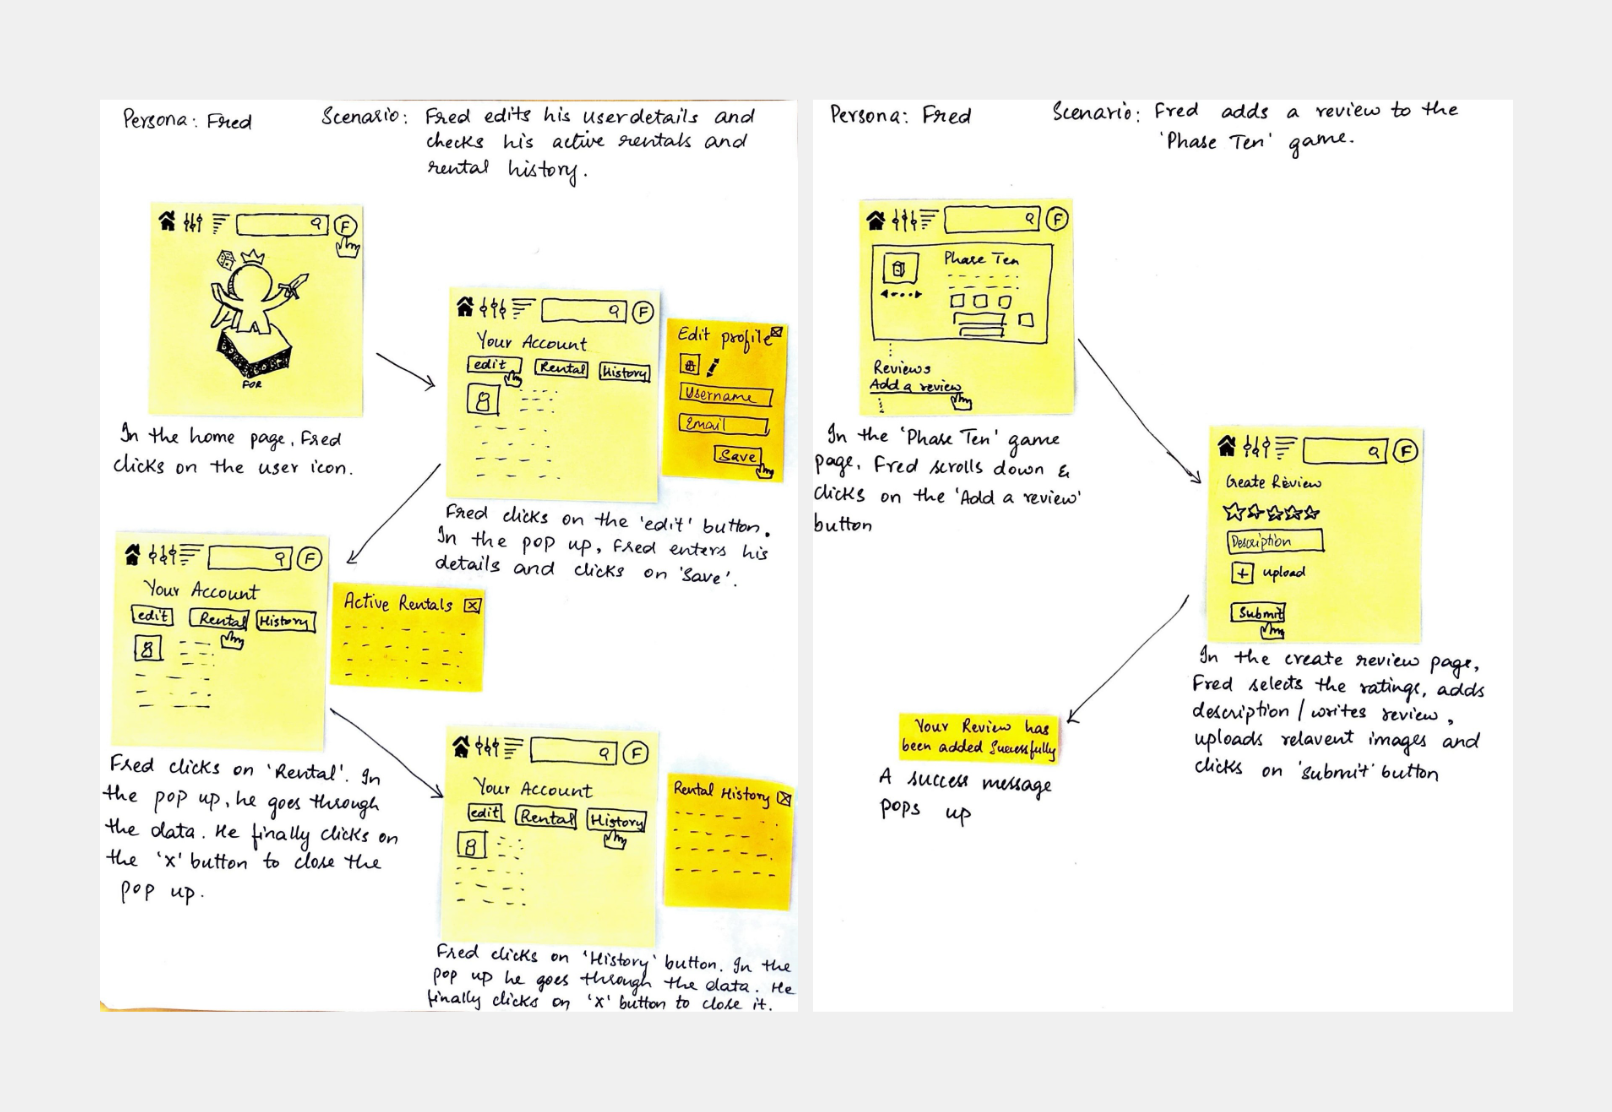 Persona: Fred
Scenario: Fred edits his userdetails and
checks his active rentals and
rental history.
F
FOR
In the home page, Fred
clicks on the user icon.
F
Your Account
edit Rental History
Edit profile X
Username
Email
Save
Fred clicks on the 'edit' button.
In the pop up, Fred enters his
details and clicks on 'Save'.
F
Your Account
edit Rental History
Active Rentals X
Fred clicks on 'Rental'. In
the pop up, he goes through
the data. He finally clicks on
the 'x' button to close the
pop up.
F
Your Account
edit Rental History
Rental History X
Fred clicks on 'History' button. In the
pop up he goes through the data. He
finally clicks on 'x' button to close it.
Persona: Fred
Scenario: Fred adds a review to the
'Phase Ten' game.
F
Phase Ten
Reviews
Add a review
In the 'Phase Ten' game
page, Fred scrolls down &
clicks on the 'Add a review'
button
F
Create Review
Description
+ upload
Submit
In the create review page,
Fred selects the ratings, adds
description / writes review,
uploads relavent images and
clicks on 'submit' button
Your Review has
been added Successfully
A success message
pops up